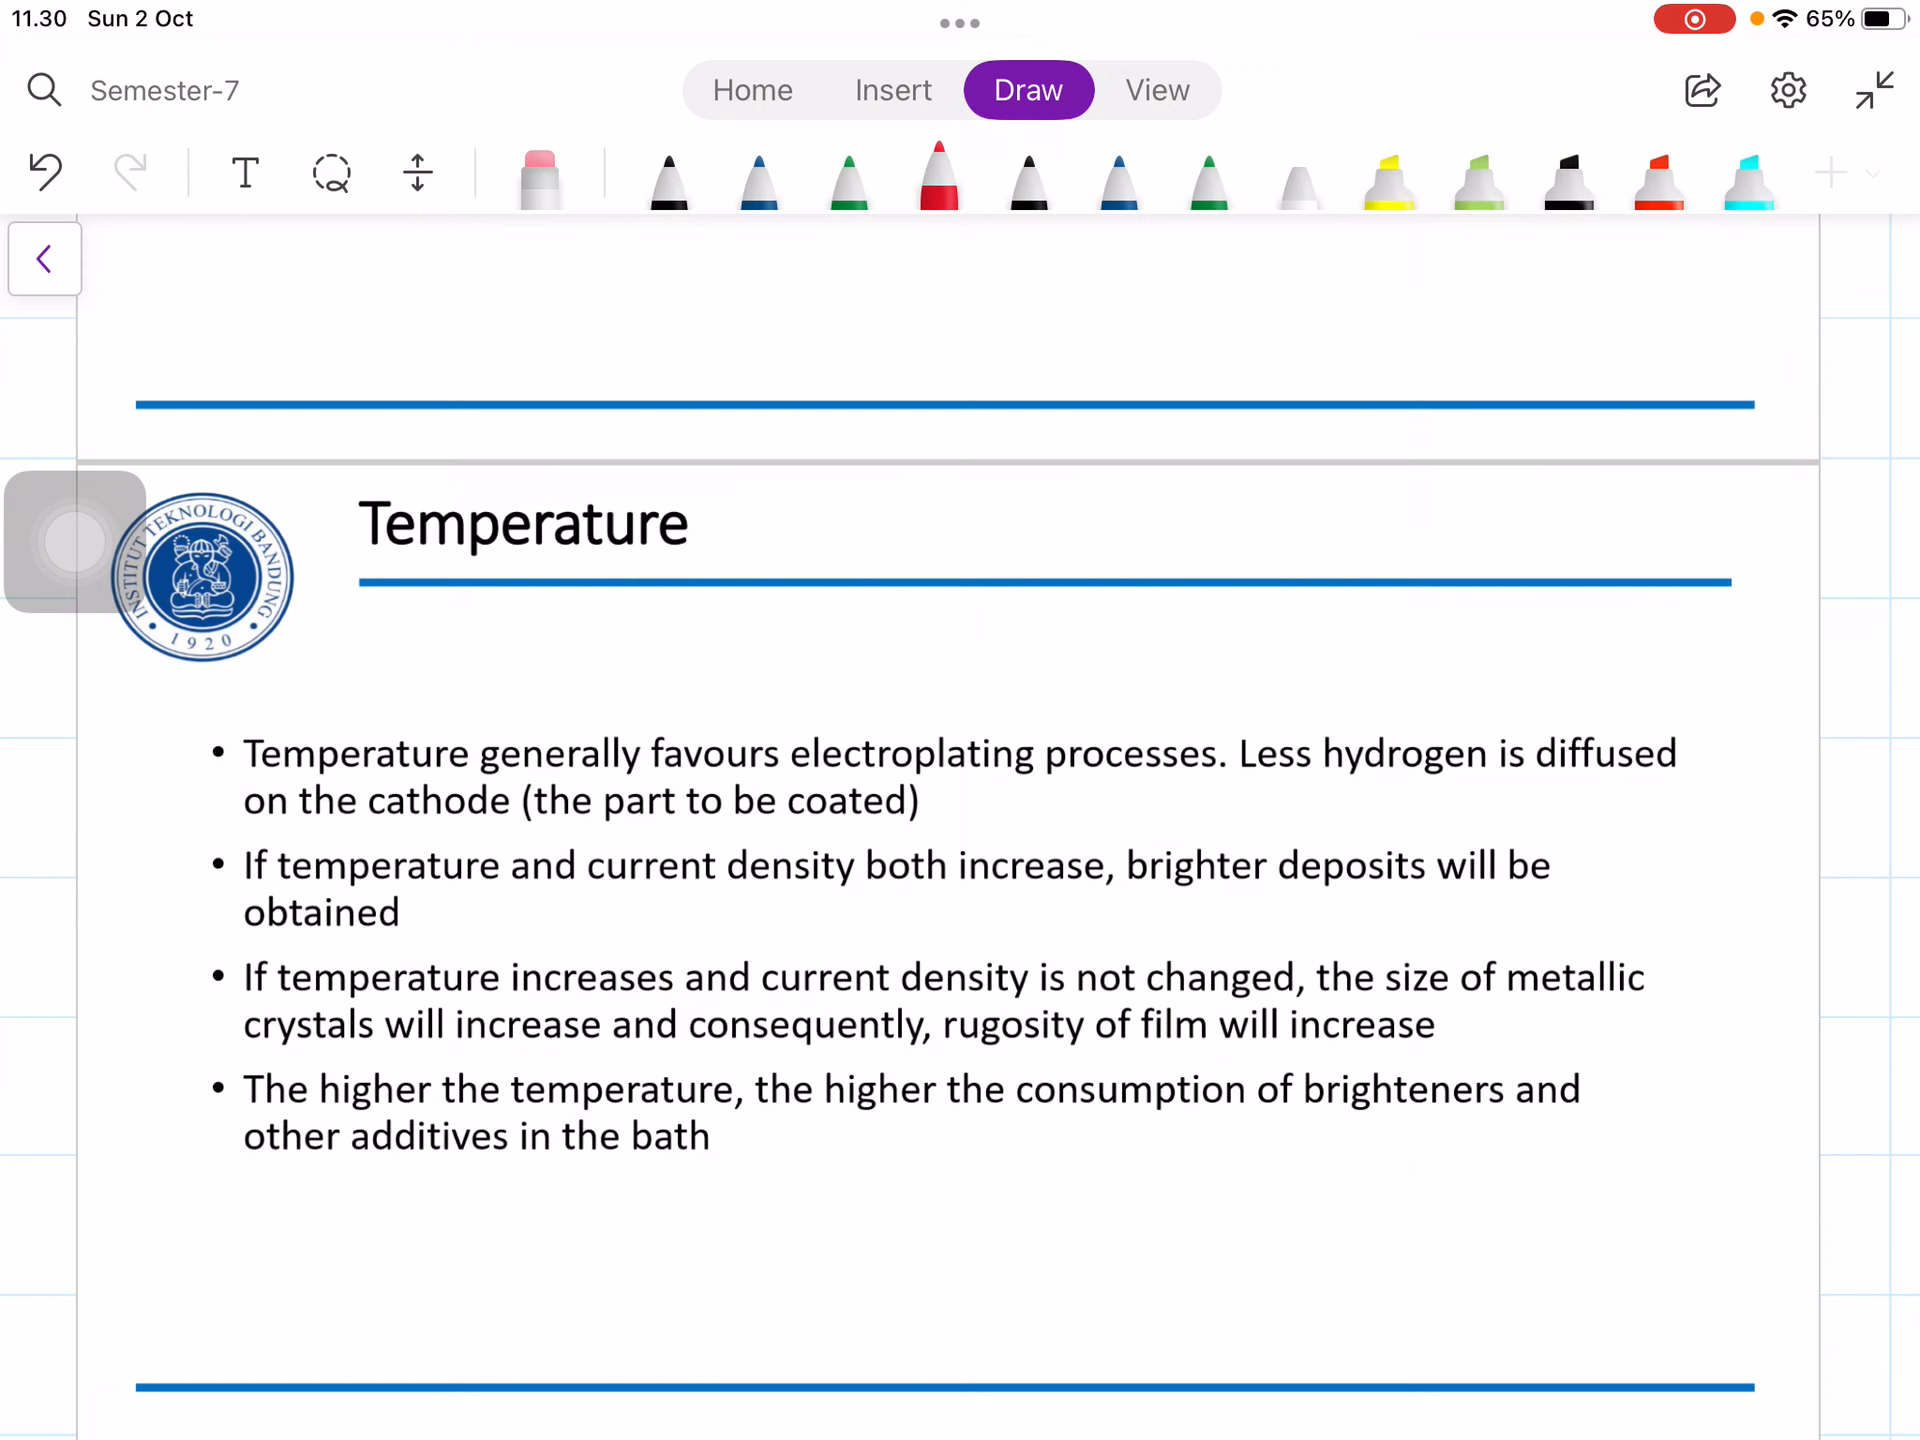 11.30 Sun 2 Oct
65%
Semester-7
Home Insert Draw View
T
INSTITUT TEKNOLOGI BANDUNG
1920
Temperature
• Temperature generally favours electroplating processes. Less hydrogen is diffused
on the cathode (the part to be coated)
• If temperature and current density both increase, brighter deposits will be
obtained
• If temperature increases and current density is not changed, the size of metallic
crystals will increase and consequently, rugosity of film will increase
• The higher the temperature, the higher the consumption of brighteners and
other additives in the bath